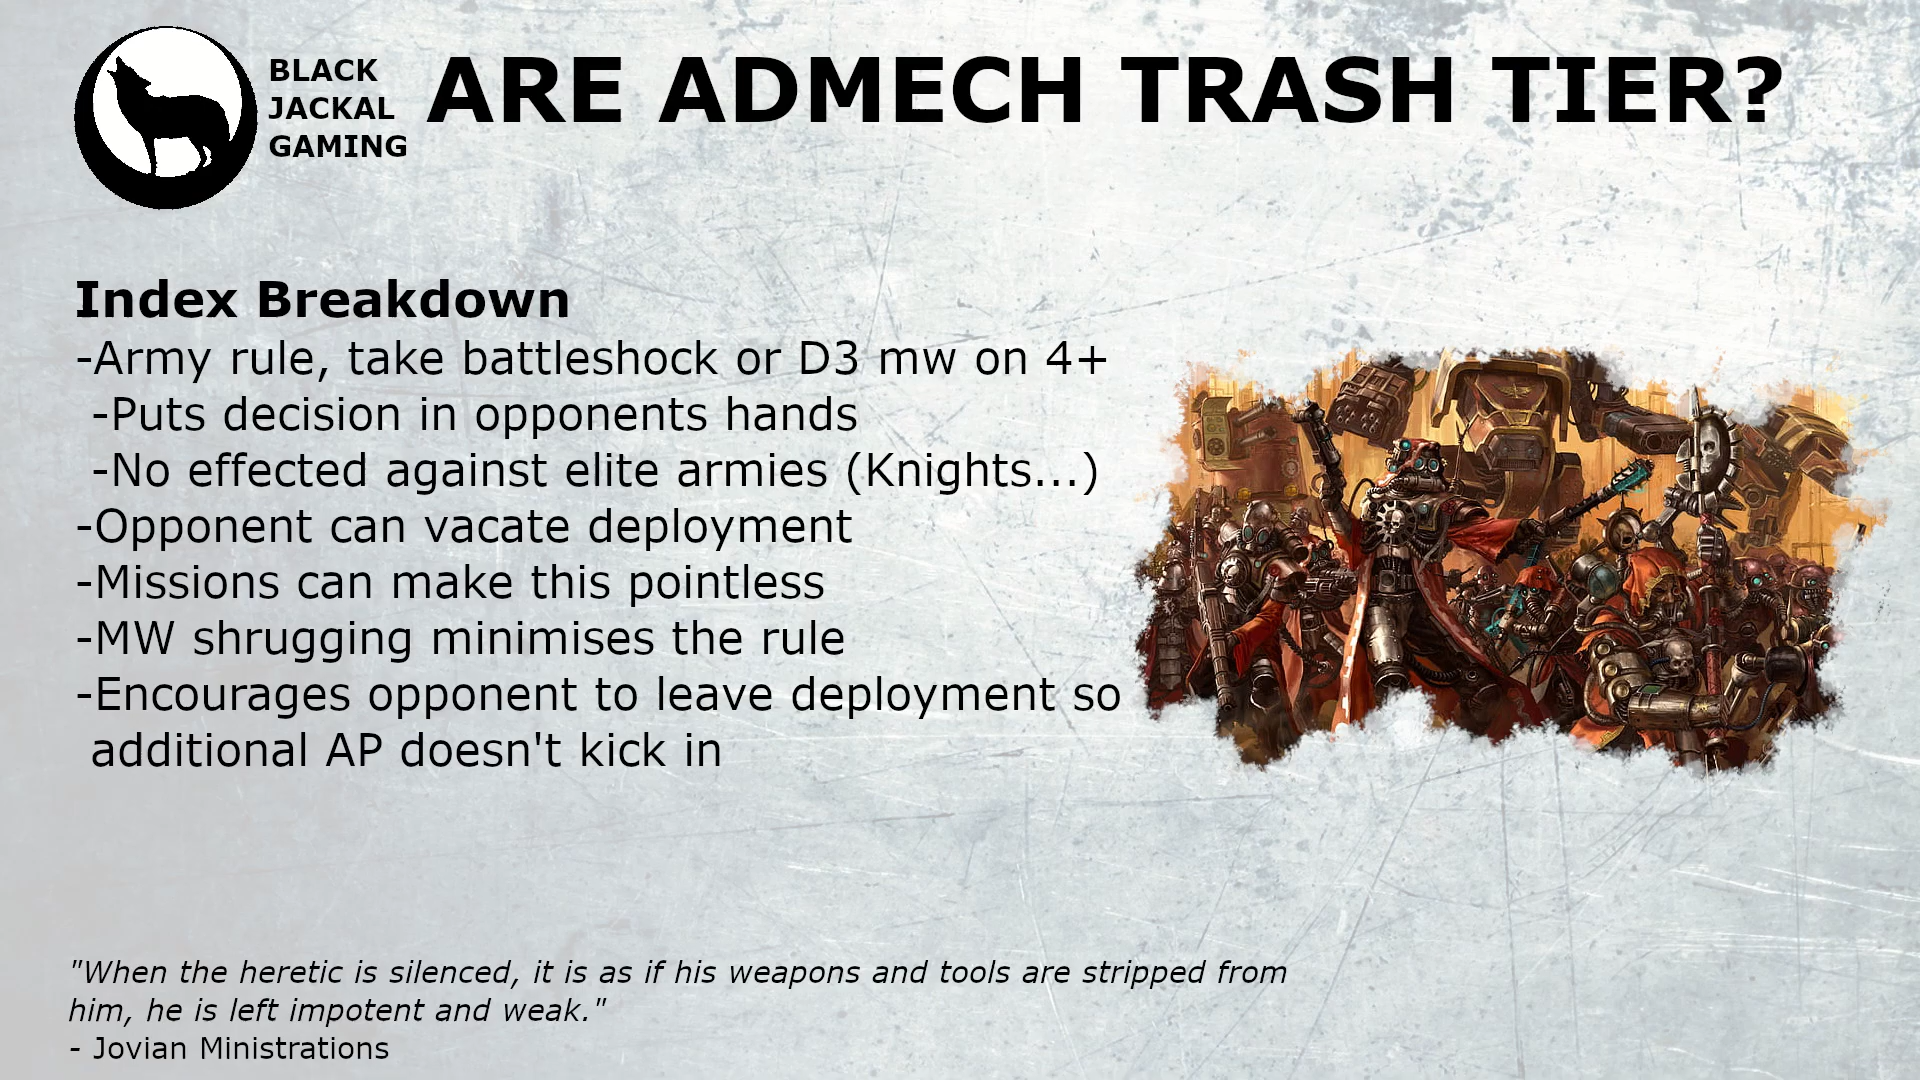 BLACK
JACKAL
GAMING
ARE ADMECH TRASH TIER?
Index Breakdown
-Army rule, take battleshock or D3 mw on 4+
-Puts decision in opponents hands
-No effected against elite armies (Knights...)
-Opponent can vacate deployment
-Missions can make this pointless
-MW shrugging minimises the rule
-Encourages opponent to leave deployment so
additional AP doesn't kick in
"When the heretic is silenced, it is as if his weapons and tools are stripped from
him, he is left impotent and weak."
- Jovian Ministrations